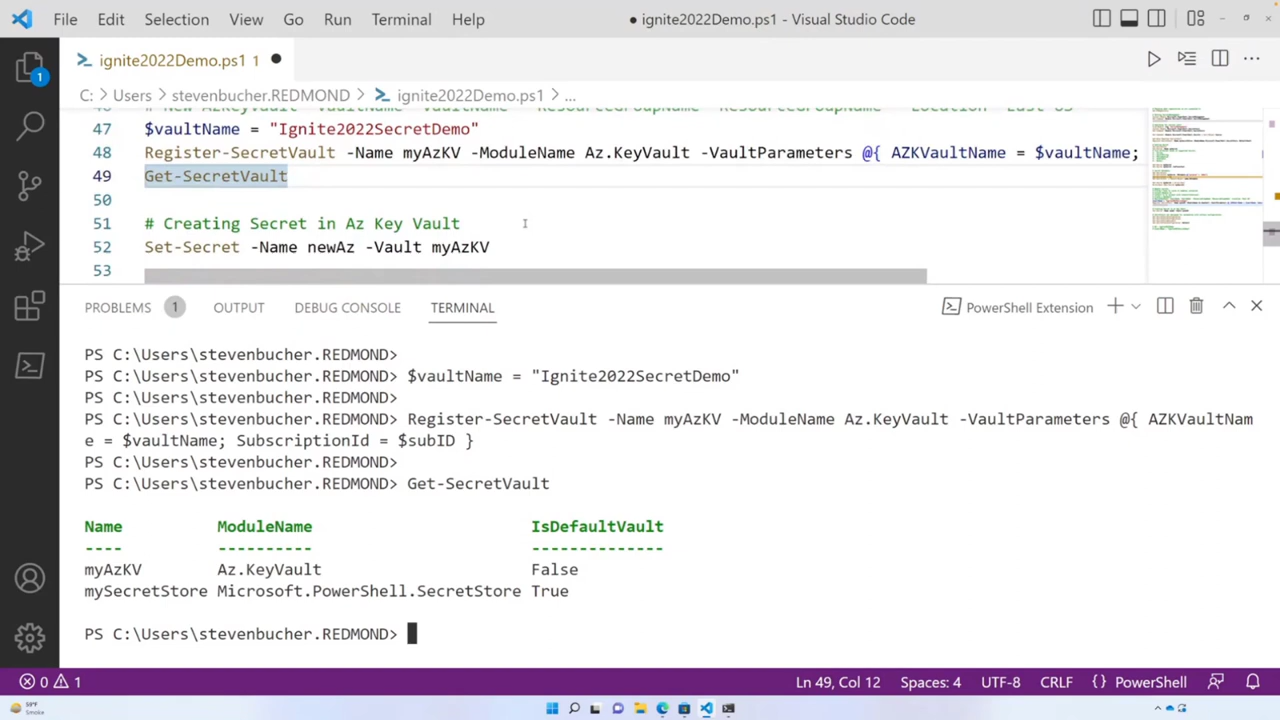 File Edit Selection View Go Run Terminal Help ● ignite2022Demo.ps1 - Visual Studio Code
ignite2022Demo.ps1 1 ●
C: > Users > stevenbucher.REDMOND > ignite2022Demo.ps1 > ...
47 $vaultName = "Ignite2022SecretDemo"
48 Register-SecretVault -Name myAzKV -ModuleName Az.KeyVault -VaultParameters @{ AZKVaultName = $vaultName;
49 Get-SecretVault
50
51 # Creating Secret in Az Key Vault
52 Set-Secret -Name newAz -Vault myAzKV
53
1
PROBLEMS 1 OUTPUT DEBUG CONSOLE TERMINAL PowerShell Extension
PS C:\Users\stevenbucher.REDMOND>
PS C:\Users\stevenbucher.REDMOND> $vaultName = "Ignite2022SecretDemo"
PS C:\Users\stevenbucher.REDMOND>
PS C:\Users\stevenbucher.REDMOND> Register-SecretVault -Name myAzKV -ModuleName Az.KeyVault -VaultParameters @{ AZKVaultNam
e = $vaultName; SubscriptionId = $subID }
PS C:\Users\stevenbucher.REDMOND>
PS C:\Users\stevenbucher.REDMOND> Get-SecretVault
Name ModuleName IsDefaultVault
---- ---------- --------------
myAzKV Az.KeyVault False
mySecretStore Microsoft.PowerShell.SecretStore True
PS C:\Users\stevenbucher.REDMOND>
0 1 Ln 49, Col 12 Spaces: 4 UTF-8 CRLF {} PowerShell
59°F
Smoke